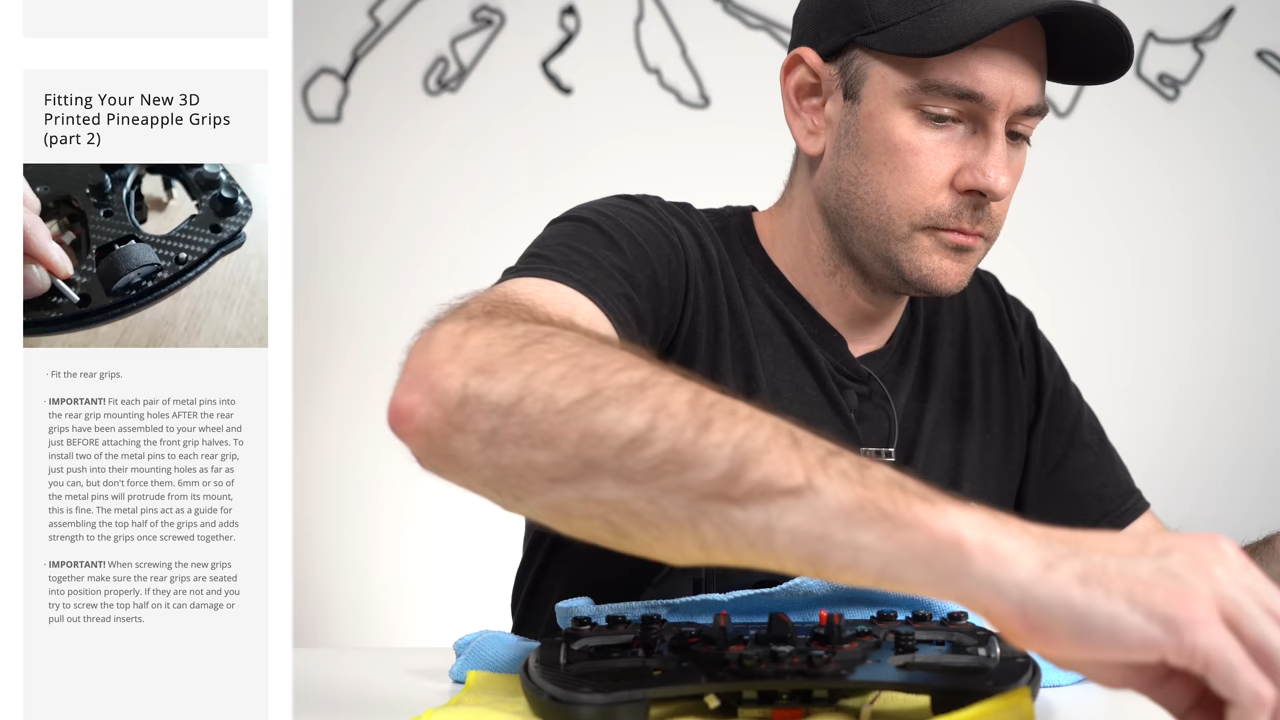 Fitting Your New 3D
Printed Pineapple Grips
(part 2)
· Fit the rear grips.
· IMPORTANT! Fit each pair of metal pins into
the rear grip mounting holes AFTER the rear
grips have been assembled to your wheel and
just BEFORE attaching the front grip halves. To
install two of the metal pins to each rear grip,
just push into their mounting holes as far as
you can, but don't force them. 6mm or so of
the metal pins will protrude from its mount,
this is fine. The metal pins act as a guide for
assembling the top half of the grips and adds
strength to the grips once screwed together.
· IMPORTANT! When screwing the new grips
together make sure the rear grips are seated
into position properly. If they are not and you
try to screw the top half on it can damage or
pull out thread inserts.